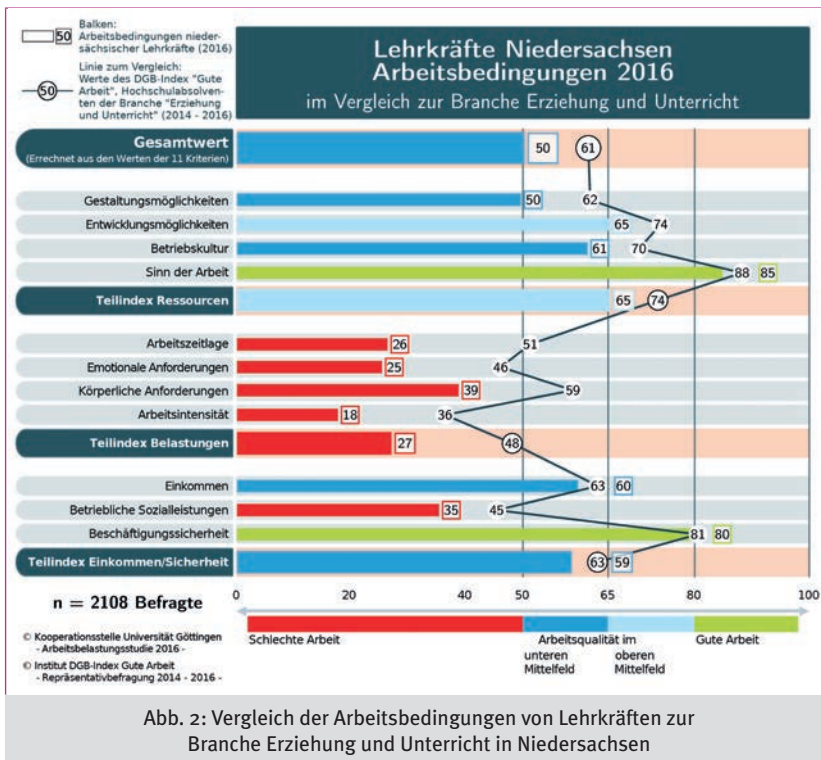 50
Balken:
Arbeitsbedingungen nieder-
sächsischer Lehrkräfte (2016)
50
Linie zum Vergleich:
Werte des DGB-Index "Gute
Arbeit", Hochschulabsolven-
ten der Branche "Erziehung
und Unterricht" (2014 - 2016)
Lehrkräfte Niedersachsen
Arbeitsbedingungen 2016
im Vergleich zur Branche Erziehung und Unterricht
Gesamtwert
(Errechnet aus den Werten der 11 Kriterien)
50 61
Gestaltungsmöglichkeiten 50 62
Entwicklungsmöglichkeiten 65 74
Betriebskultur 61 70
Sinn der Arbeit 88 85
Teilindex Ressourcen 65 74
Arbeitszeitlage 26 51
Emotionale Anforderungen 25 46
Körperliche Anforderungen 39 59
Arbeitsintensität 18 36
Teilindex Belastungen 27 48
Einkommen 63 60
Betriebliche Sozialleistungen 35 45
Beschäftigungssicherheit 81 80
Teilindex Einkommen/Sicherheit 63 59
n = 2108 Befragte
0 20 40 50 65 80 100
Schlechte Arbeit
Arbeitsqualität im
unteren
Mittelfeld
oberen
Mittelfeld
Gute Arbeit
© Kooperationsstelle Universität Göttingen
- Arbeitsbelastungsstudie 2016 -
© Institut DGB-Index Gute Arbeit
- Repräsentativbefragung 2014 - 2016 -
Abb. 2: Vergleich der Arbeitsbedingungen von Lehrkräften zur
Branche Erziehung und Unterricht in Niedersachsen